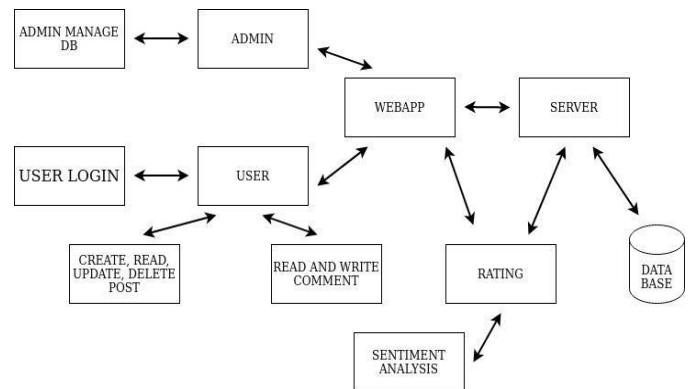 ADMIN MANAGE
DB
ADMIN
WEBAPP
SERVER
USER LOGIN
USER
CREATE, READ,
UPDATE, DELETE
POST
READ AND WRITE
COMMENT
RATING
DATA
BASE
SENTIMENT
ANALYSIS